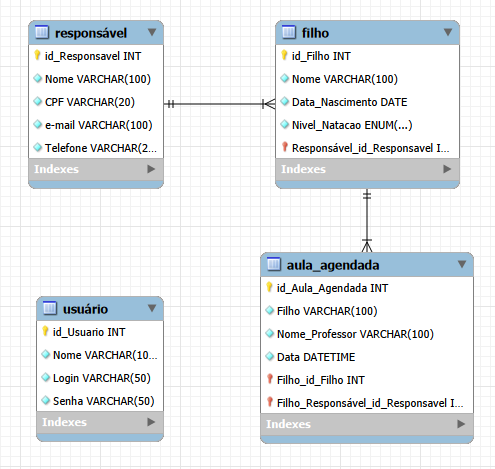 responsável
id_Responsavel INT
Nome VARCHAR(100)
CPF VARCHAR(20)
e-mail VARCHAR(100)
Telefone VARCHAR(2...
Indexes
filho
id_Filho INT
Nome VARCHAR(100)
Data_Nascimento DATE
Nivel_Natacao ENUM(...)
Responsável_id_Responsavel I...
Indexes
usuário
id_Usuario INT
Nome VARCHAR(10...
Login VARCHAR(50)
Senha VARCHAR(50)
Indexes
aula_agendada
id_Aula_Agendada INT
Filho VARCHAR(100)
Nome_Professor VARCHAR(100)
Data DATETIME
Filho_id_Filho INT
Filho_Responsável_id_Responsavel I...
Indexes